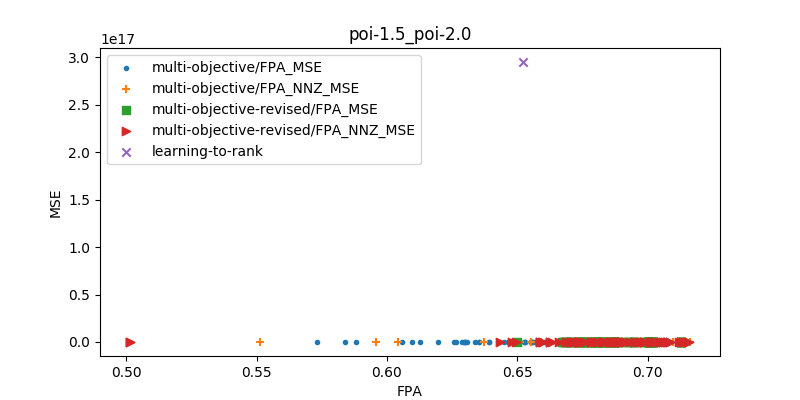 poi-1.5_poi-2.0
1e17
3.0
2.5
2.0
1.5
1.0
0.5
0.0
MSE
multi-objective/FPA_MSE
multi-objective/FPA_NNZ_MSE
multi-objective-revised/FPA_MSE
multi-objective-revised/FPA_NNZ_MSE
learning-to-rank
0.50 0.55 0.60 0.65 0.70
FPA